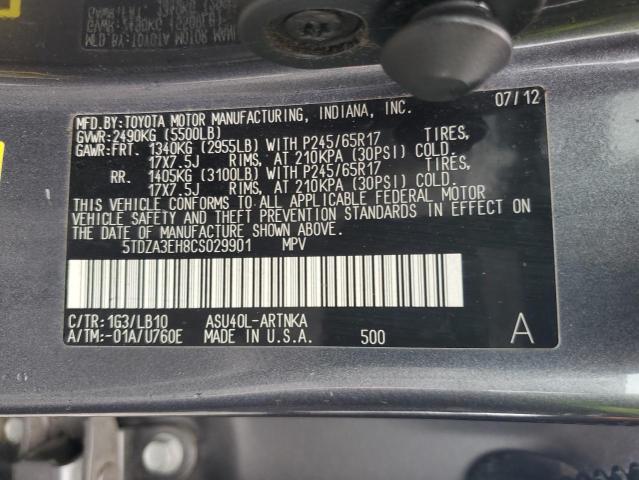 MFD.BY:TOYOTA MOTOR MANUFACTURING, INDIANA, INC. 07/12
GVWR:2490KG (5500LB)
GAWR:FRT. 1340KG (2955LB) WITH P245/65R17 TIRES,
17X7.5J RIMS, AT 210KPA (30PSI) COLD.
RR. 1405KG (3100LB) WITH P245/65R17 TIRES,
17X7.5J RIMS, AT 210KPA (30PSI) COLD.
THIS VEHICLE CONFORMS TO ALL APPLICABLE FEDERAL MOTOR
VEHICLE SAFETY AND THEFT PREVENTION STANDARDS IN EFFECT ON
THE DATE OF MANUFACTURE SHOWN ABOVE.
5TDZA3EH8CS029901 MPV
C/TR:1G3/LB10 ASU40L-ARTNKA
A/TM:-01A/U760E MADE IN U.S.A. 500 A